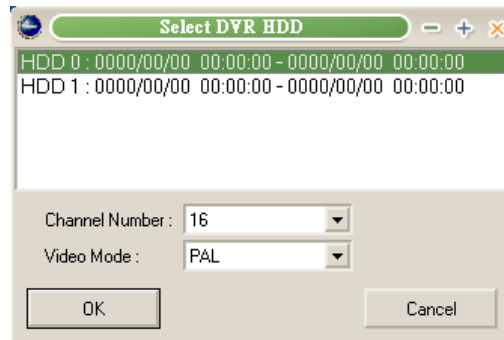 Select DVR HDD
HDD 0 : 0000/00/00 00:00:00 - 0000/00/00 00:00:00
HDD 1 : 0000/00/00 00:00:00 - 0000/00/00 00:00:00
Channel Number : 16
Video Mode : PAL
OK Cancel